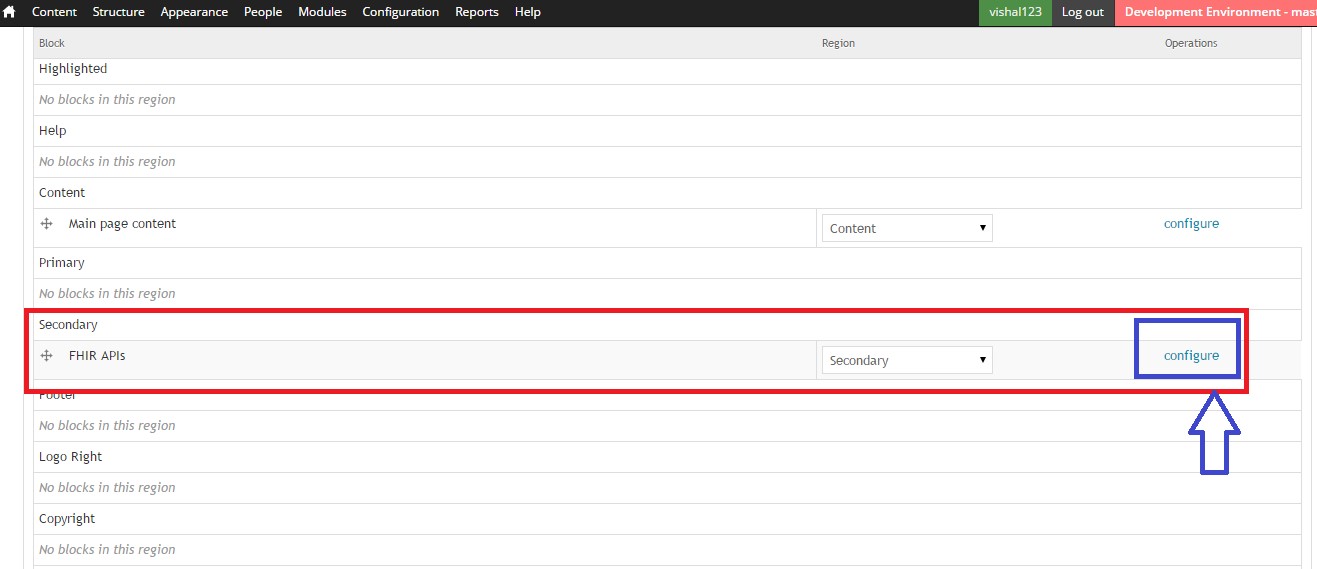 Content Structure Appearance People Modules Configuration Reports Help vishal123 Log out Development Environment - mast
Block Region Operations
Highlighted
No blocks in this region
Help
No blocks in this region
Content
Main page content Content configure
Primary
No blocks in this region
Secondary
FHIR APIs Secondary configure
Footer
No blocks in this region
Logo Right
No blocks in this region
Copyright
No blocks in this region